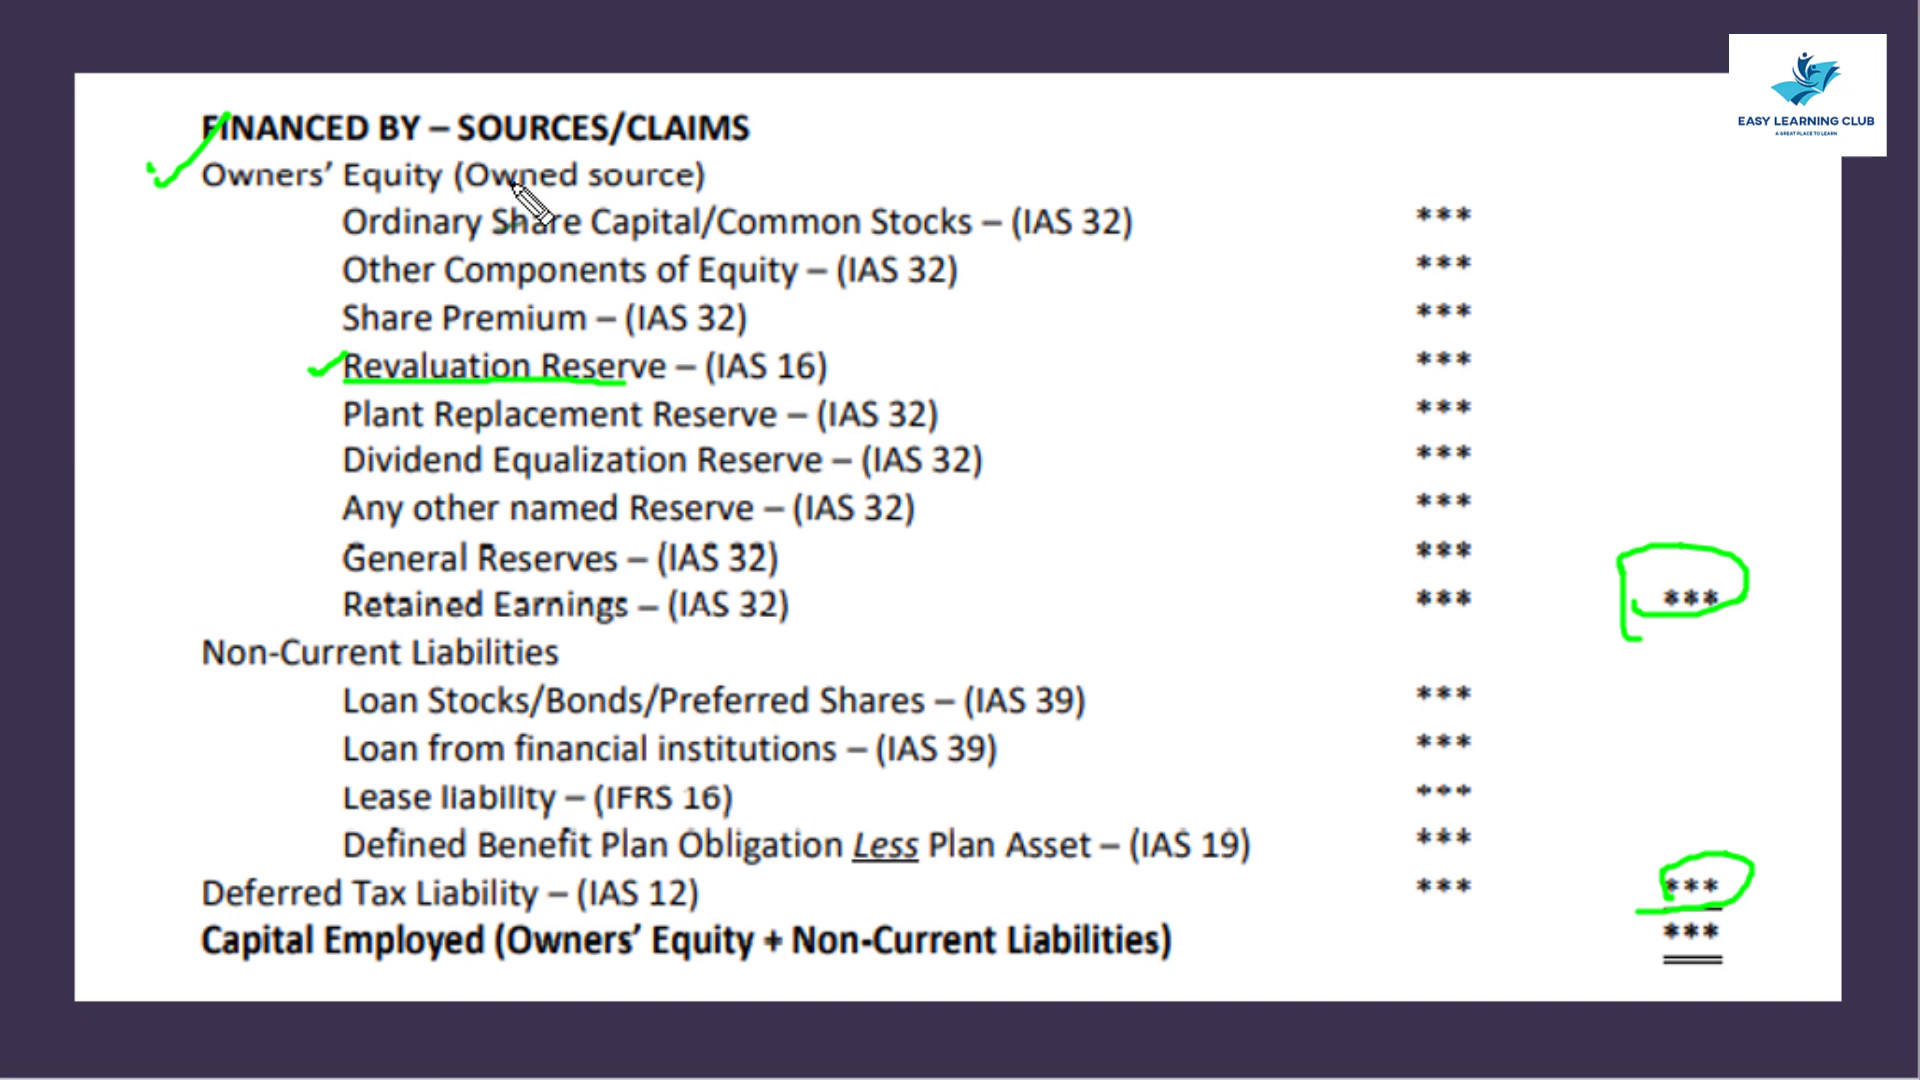 EASY LEARNING CLUB
A GREAT PLACE TO LEARN
FINANCED BY – SOURCES/CLAIMS
Owners’ Equity (Owned source)
Ordinary Share Capital/Common Stocks – (IAS 32) ***
Other Components of Equity – (IAS 32) ***
Share Premium – (IAS 32) ***
Revaluation Reserve – (IAS 16) ***
Plant Replacement Reserve – (IAS 32) ***
Dividend Equalization Reserve – (IAS 32) ***
Any other named Reserve – (IAS 32) ***
General Reserves – (IAS 32) ***
Retained Earnings – (IAS 32) *** ***
Non-Current Liabilities
Loan Stocks/Bonds/Preferred Shares – (IAS 39) ***
Loan from financial institutions – (IAS 39) ***
Lease liability – (IFRS 16) ***
Defined Benefit Plan Obligation Less Plan Asset – (IAS 19) ***
Deferred Tax Liability – (IAS 12) *** ***
Capital Employed (Owners’ Equity + Non-Current Liabilities) ***